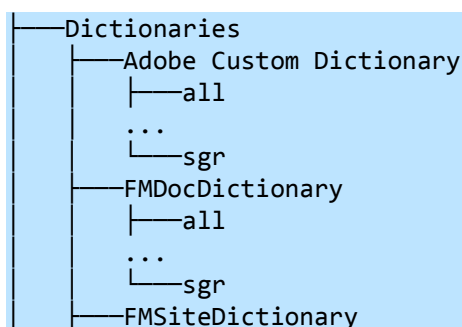 ├───Dictionaries
│   ├───Adobe Custom Dictionary
│   │   ├───all
│   │   ...
│   │   └───sgr
│   ├───FMDocDictionary
│   │   ├───all
│   │   ...
│   │   └───sgr
│   ├───FMSiteDictionary